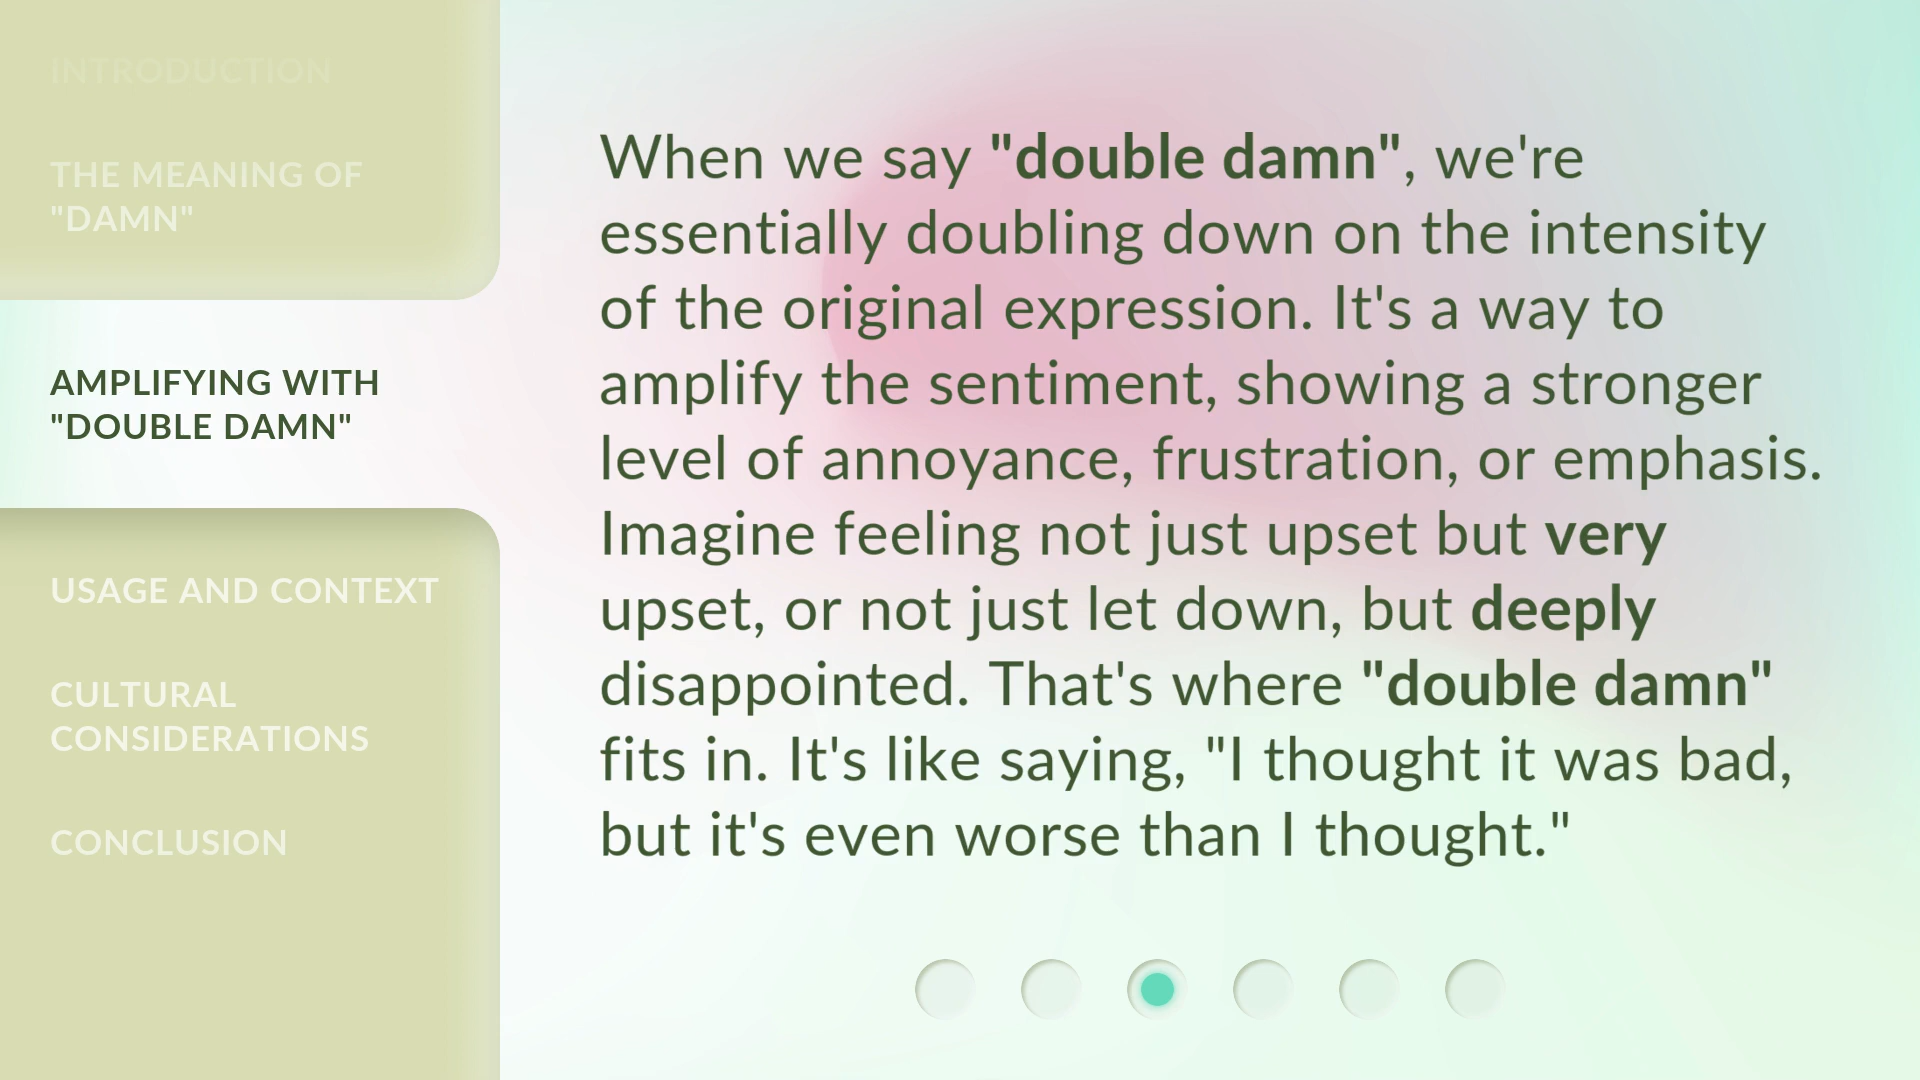 INTRODUCTION
THE MEANING OF
"DAMN"
AMPLIFYING WITH
"DOUBLE DAMN"
USAGE AND CONTEXT
CULTURAL
CONSIDERATIONS
CONCLUSION
When we say "double damn", we're
essentially doubling down on the intensity
of the original expression. It's a way to
amplify the sentiment, showing a stronger
level of annoyance, frustration, or emphasis.
Imagine feeling not just upset but very
upset, or not just let down, but deeply
disappointed. That's where "double damn"
fits in. It's like saying, "I thought it was bad,
but it's even worse than I thought."